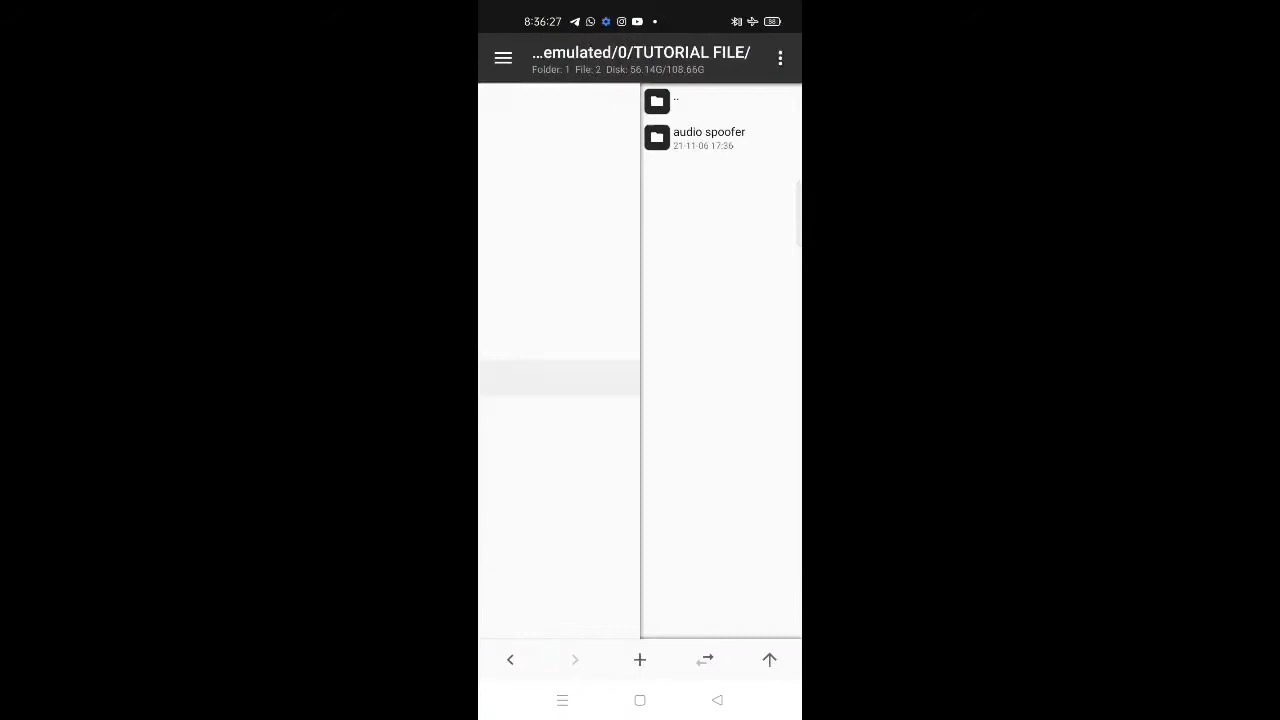 8:36:27
58
...emulated/0/TUTORIAL FILE/
Folder: 1 File: 2 Disk: 56.14G/108.66G
..
audio spoofer
21-11-06 17:36